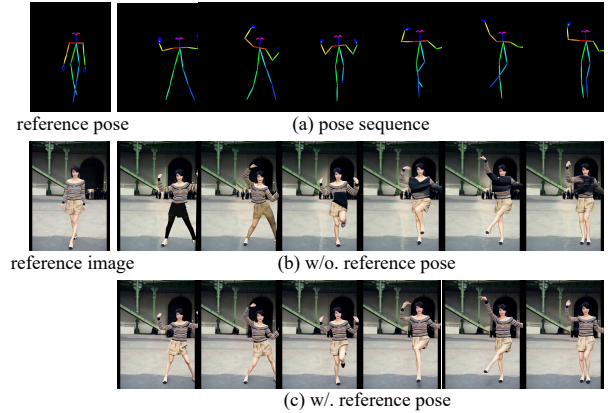 reference pose
(a) pose sequence
reference image
(b) w/o. reference pose
(c) w/. reference pose